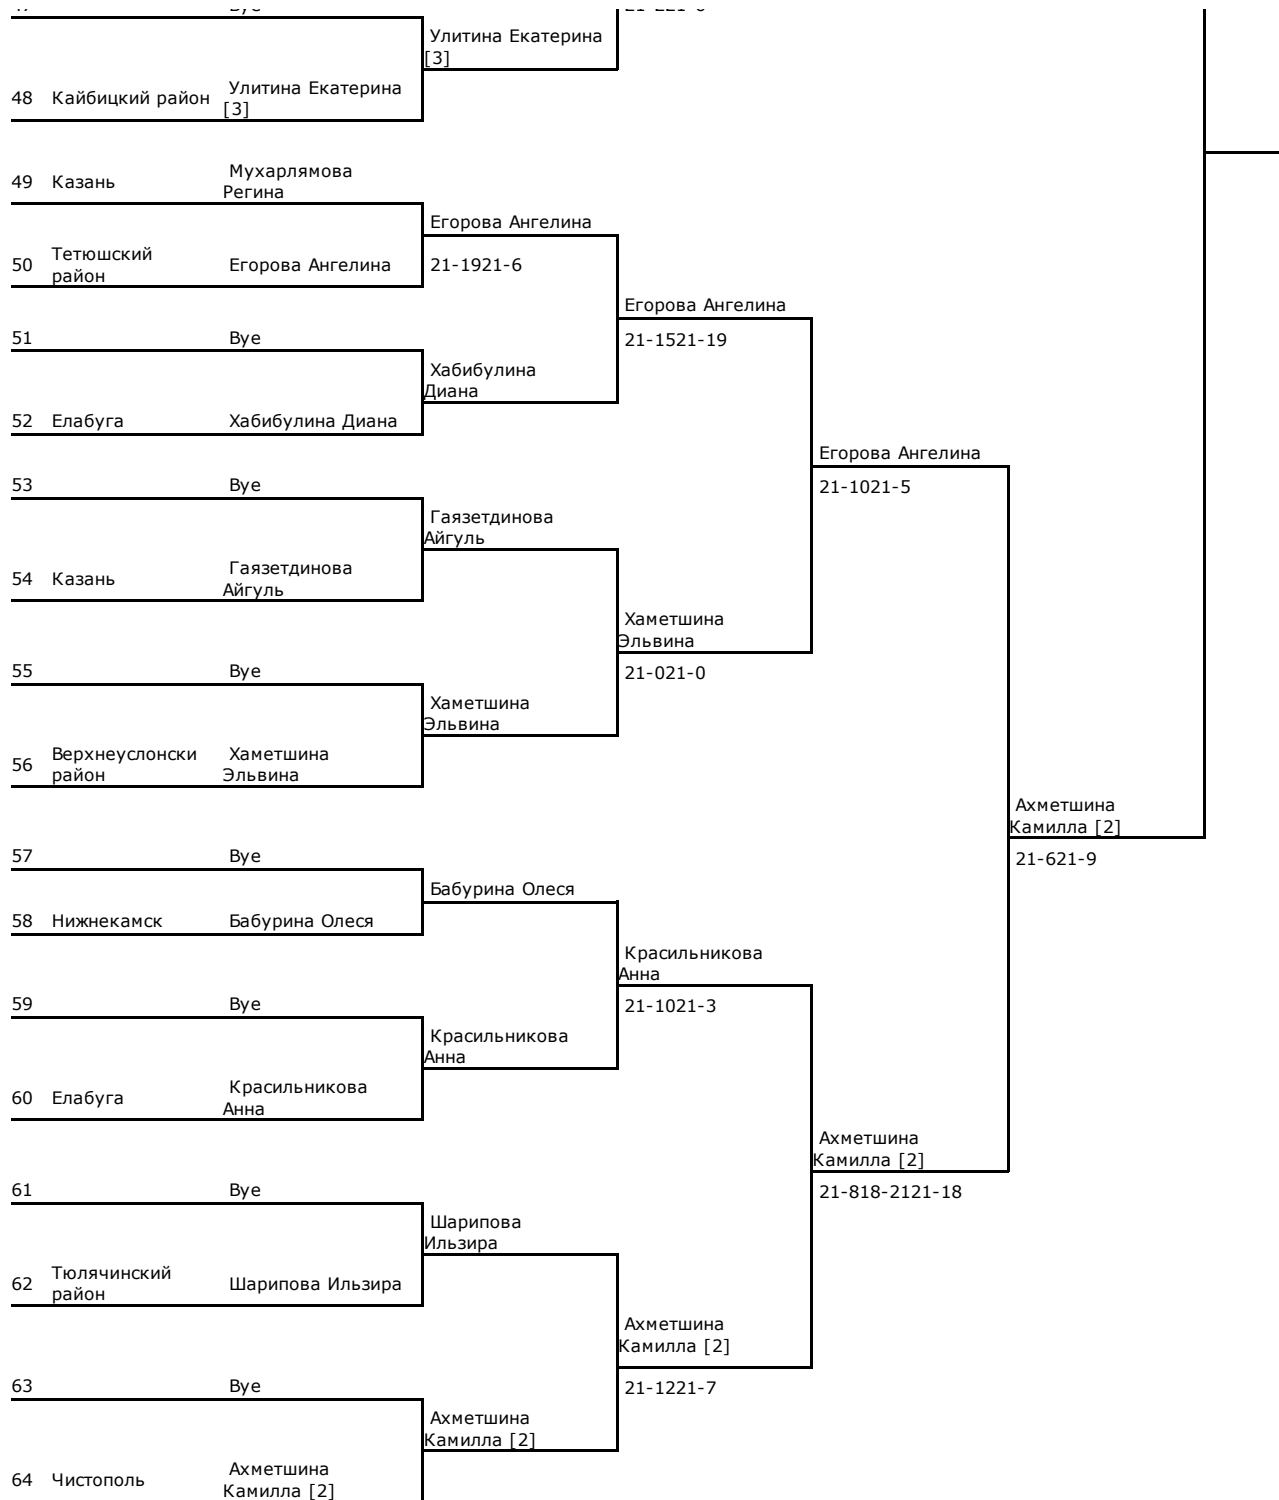 Улитина Екатерина
[3]
48 Кайбицкий район Улитина Екатерина
[3]
49 Казань Мухарлямова
Регина
Егорова Ангелина
50 Тетюшский
район Егорова Ангелина 21-1921-6
Егорова Ангелина
51 Bye 21-1521-19
Хабибулина
Диана
52 Елабуга Хабибулина Диана
Егорова Ангелина
53 Bye 21-1021-5
Гаязетдинова
Айгуль
54 Казань Гаязетдинова
Айгуль
Хаметшина
Эльвина
55 Bye 21-021-0
Хаметшина
Эльвина
56 Верхнеуслонски
район Хаметшина
Эльвина
Ахметшина
Камилла [2]
57 Bye 21-621-9
Бабурина Олеся
58 Нижнекамск Бабурина Олеся
Красильникова
Анна
59 Bye 21-1021-3
Красильникова
Анна
60 Елабуга Красильникова
Анна
Ахметшина
Камилла [2]
61 Bye 21-818-2121-18
Шарипова
Ильзира
62 Тюлячинский
район Шарипова Ильзира
Ахметшина
Камилла [2]
63 Bye 21-1221-7
Ахметшина
Камилла [2]
64 Чистополь Ахметшина
Камилла [2]